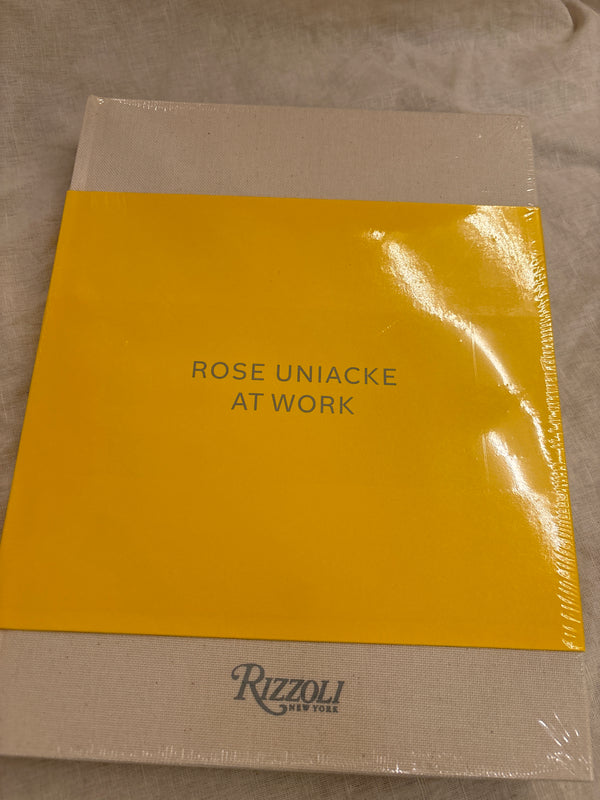 ROSE UNIACKE
AT WORK
RIZZOLI
NEW YORK